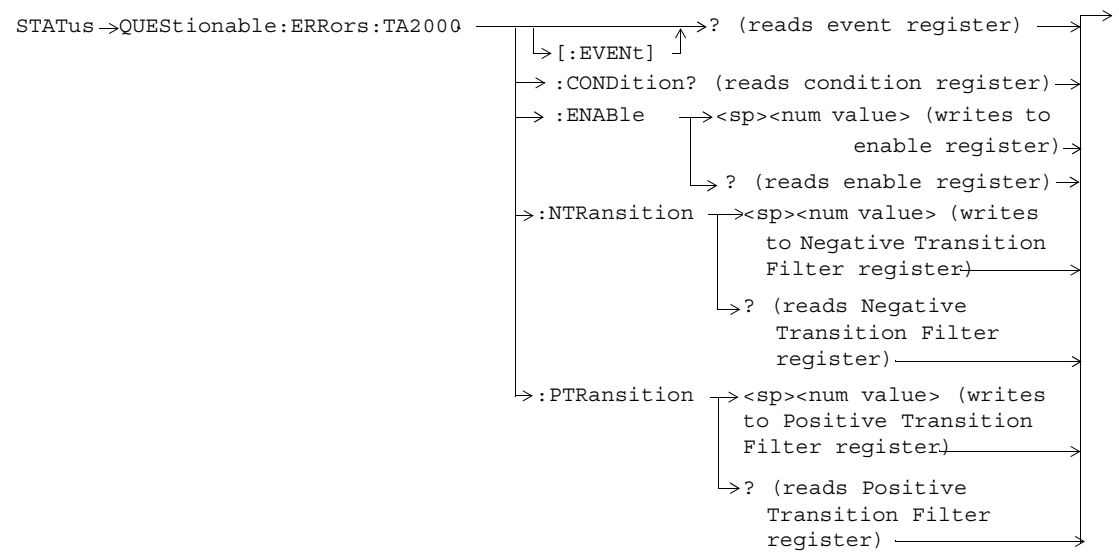 STATus QUEStionable:ERRors:TA2000 ? (reads event register)
[:EVENt]
:CONDition? (reads condition register)
:ENABle <sp><num value> (writes to
enable register)
? (reads enable register)
:NTRansition <sp><num value> (writes
to Negative Transition
Filter register)
? (reads Negative
Transition Filter
register)
:PTRansition <sp><num value> (writes
to Positive Transition
Filter register)
? (reads Positive
Transition Filter
register)